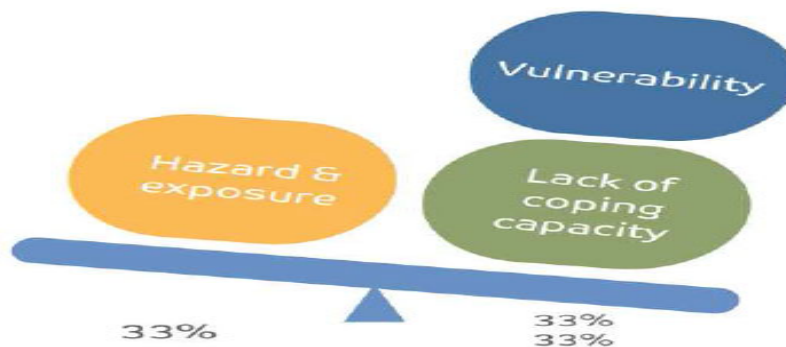 Vulnerability
Hazard &
exposure
Lack of
coping
capacity
33%
33%
33%